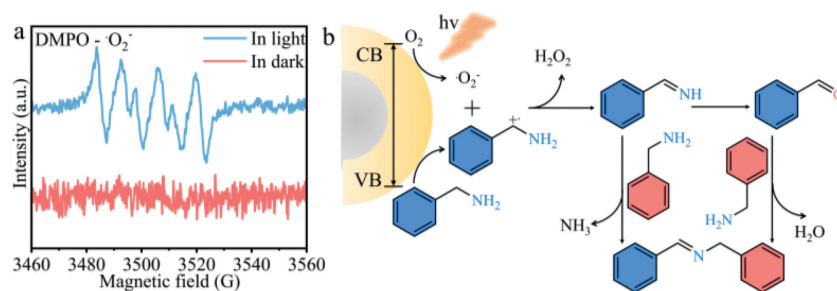 a
DMPO - ·O₂⁻
In light
In dark
Intensity (a.u.)
3460 3480 3500 3520 3540 3560
Magnetic field (G)
b
hv
O₂
CB
·O₂⁻
+
H₂O₂
NH
O
+·
NH₂
VB
NH₂
NH₂
H₂N
NH₃
H₂O
N